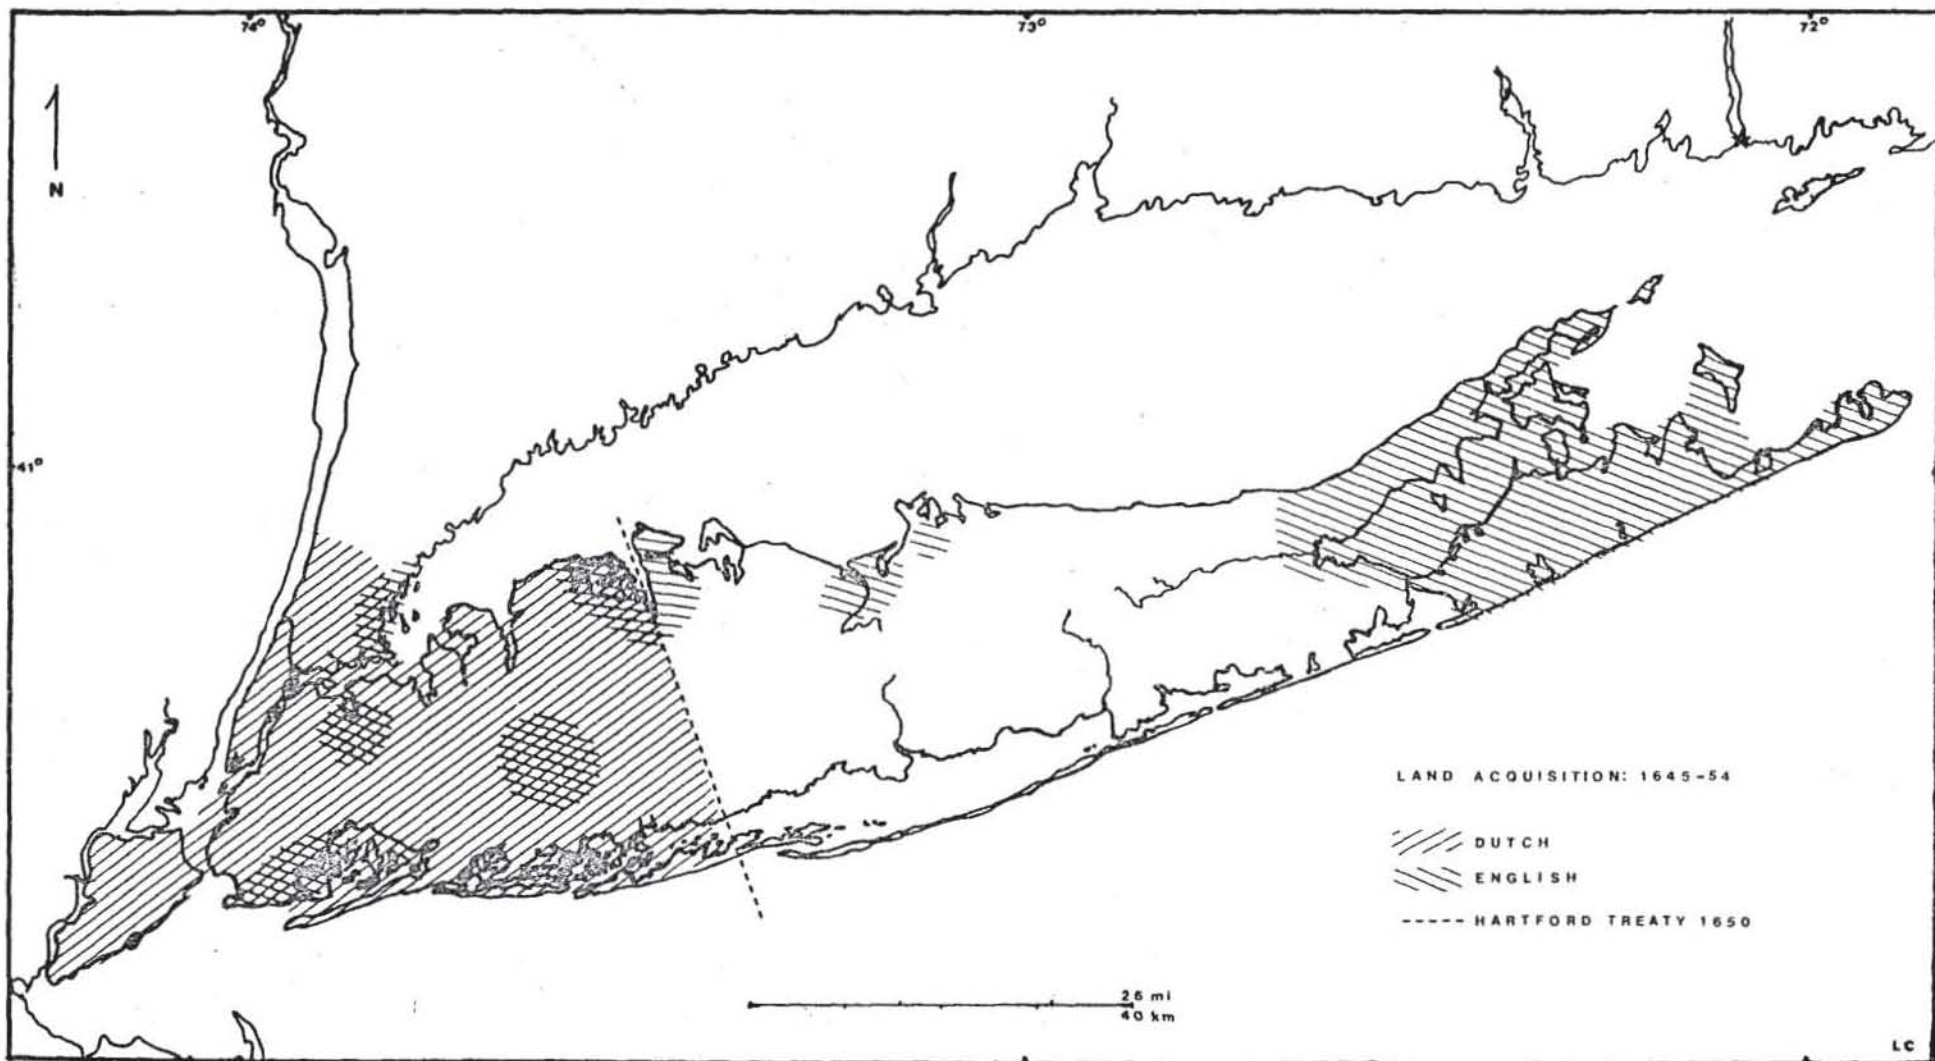 74°
73°
72°
N
41°
LAND ACQUISITION: 1645-54
DUTCH
ENGLISH
HARTFORD TREATY 1650
25 mi
40 km
LC